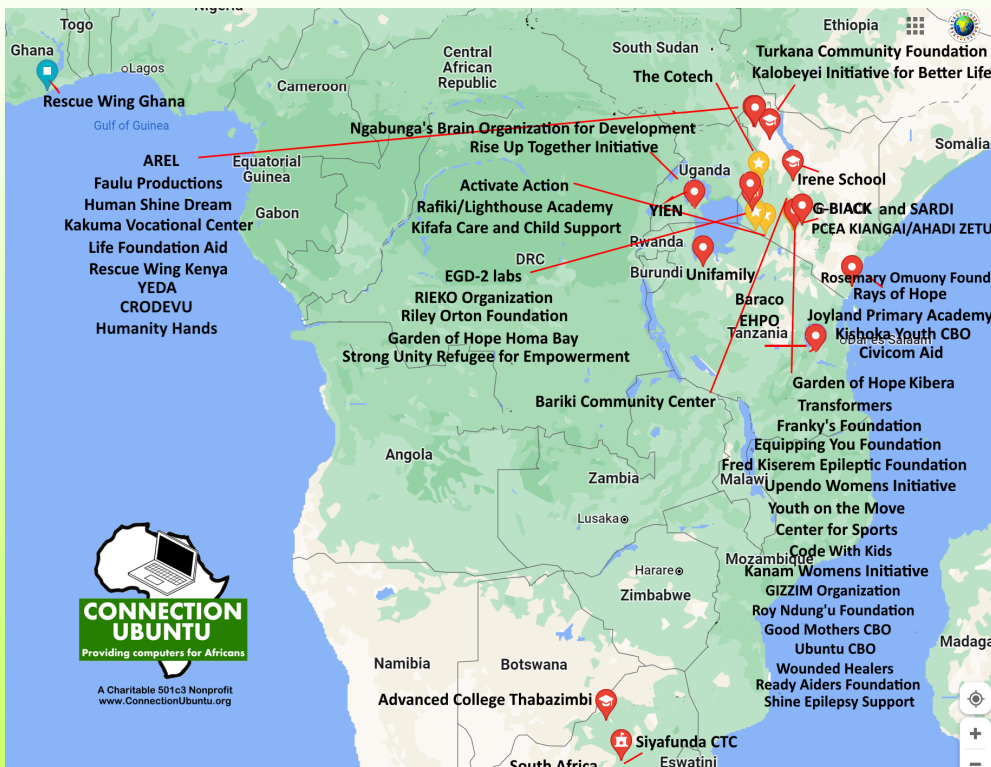 Nigeria
Togo
Ghana
Lagos
Rescue Wing Ghana
Gulf of Guinea
Cameroon
Central
African
Republic
South Sudan
Ethiopia
Turkana Community Foundation
Kalobeyei Initiative for Better Life
The Cotech
Ngabunga's Brain Organization for Development
Rise Up Together Initiative
Somalia
AREL
Faulu Productions
Human Shine Dream
Kakuma Vocational Center
Life Foundation Aid
Rescue Wing Kenya
YEDA
CRODEVU
Humanity Hands
Equatorial
Guinea
Gabon
Uganda
Irene School
Activate Action
Rafiki/Lighthouse Academy
Kifafa Care and Child Support
YIEN
G-BIACK and SARDI
PCEA KIANGAI/AHADI ZETU
Rwanda
DRC
Burundi
Unifamily
EGD-2 labs
RIEKO Organization
Riley Orton Foundation
Garden of Hope Homa Bay
Strong Unity Refugee for Empowerment
Rosemary Omuony Found
Rays of Hope
Baraco
EHPO
Tanzania
Joyland Primary Academy
Kishoka Youth CBO
Dar es Salaam
Civicom Aid
Bariki Community Center
Garden of Hope Kibera
Transformers
Franky's Foundation
Equipping You Foundation
Fred Kiserem Epileptic Foundation
Upendo Womens Initiative
Youth on the Move
Center for Sports
Code With Kids
Kanam Womens Initiative
GIZZIM Organization
Roy Ndung'u Foundation
Good Mothers CBO
Ubuntu CBO
Wounded Healers
Ready Aiders Foundation
Shine Epilepsy Support
Angola
Zambia
Malawi
Lusaka
Harare
Mozambique
Zimbabwe
Madaga
Namibia
Botswana
CONNECTION
UBUNTU
Providing computers for Africans
A Charitable 501c3 Nonprofit
www.ConnectionUbuntu.org
Advanced College Thabazimbi
Siyafunda CTC
South Africa
Eswatini